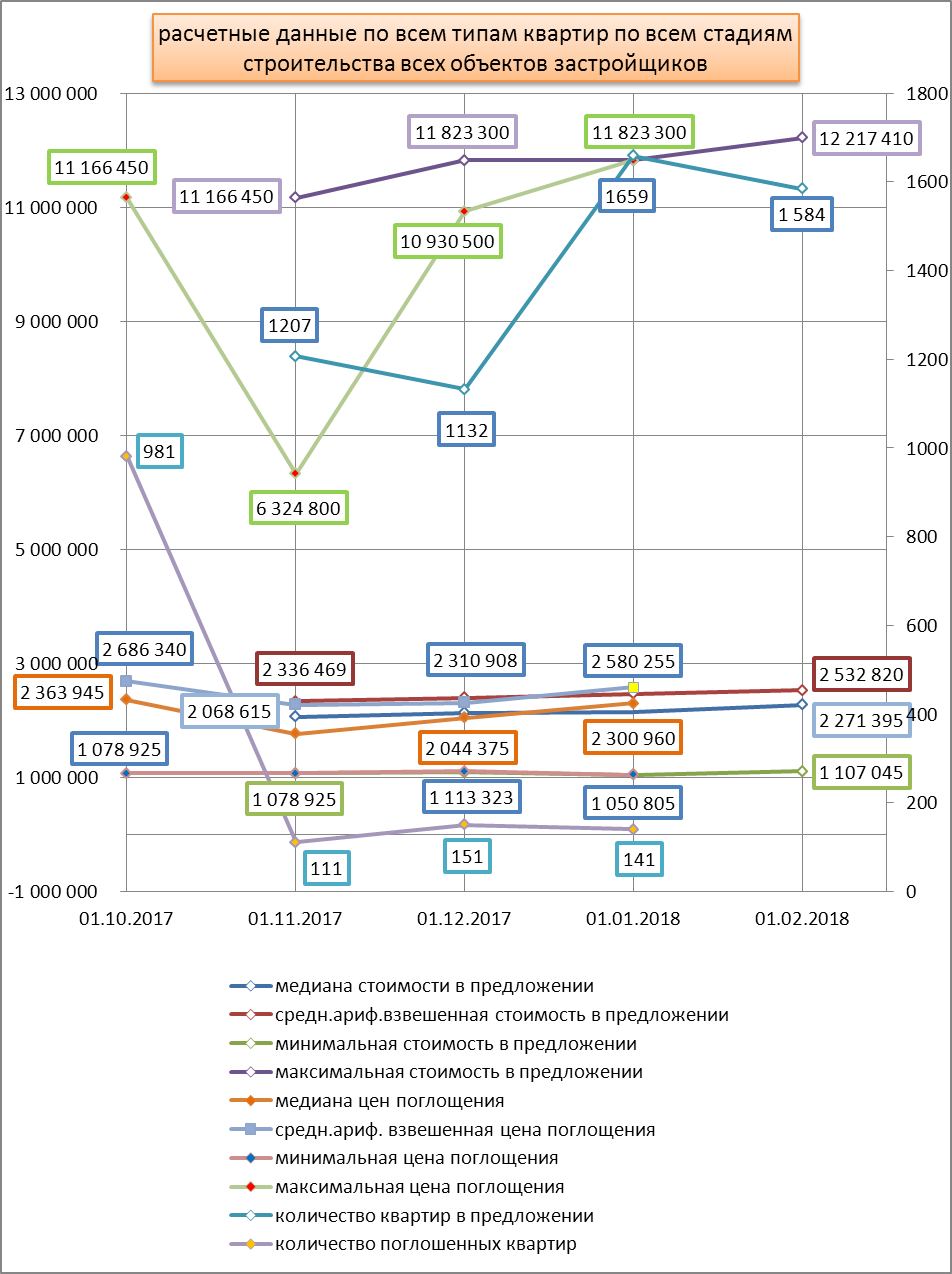 расчетные данные по всем типам квартир по всем стадиям
строительства всех объектов застройщиков
13 000 000
11 000 000
9 000 000
7 000 000
5 000 000
3 000 000
1 000 000
-1 000 000
1800
1600
1400
1200
1000
800
600
400
200
0
11 166 450
11 166 450
11 823 300
11 823 300
12 217 410
1659
1 584
10 930 500
1207
1132
981
6 324 800
2 686 340
2 336 469
2 310 908
2 580 255
2 532 820
2 363 945
2 068 615
2 271 395
1 078 925
2 044 375
2 300 960
1 107 045
1 078 925
1 113 323
1 050 805
111
151
141
01.10.2017
01.11.2017
01.12.2017
01.01.2018
01.02.2018
медиана стоимости в предложении
средн.ариф.взвешенная стоимость в предложении
минимальная стоимость в предложении
максимальная стоимость в предложении
медиана цен поглощения
средн.ариф. взвешенная цена поглощения
минимальная цена поглощения
максимальная цена поглощения
количество квартир в предложении
количество поглошенных квартир